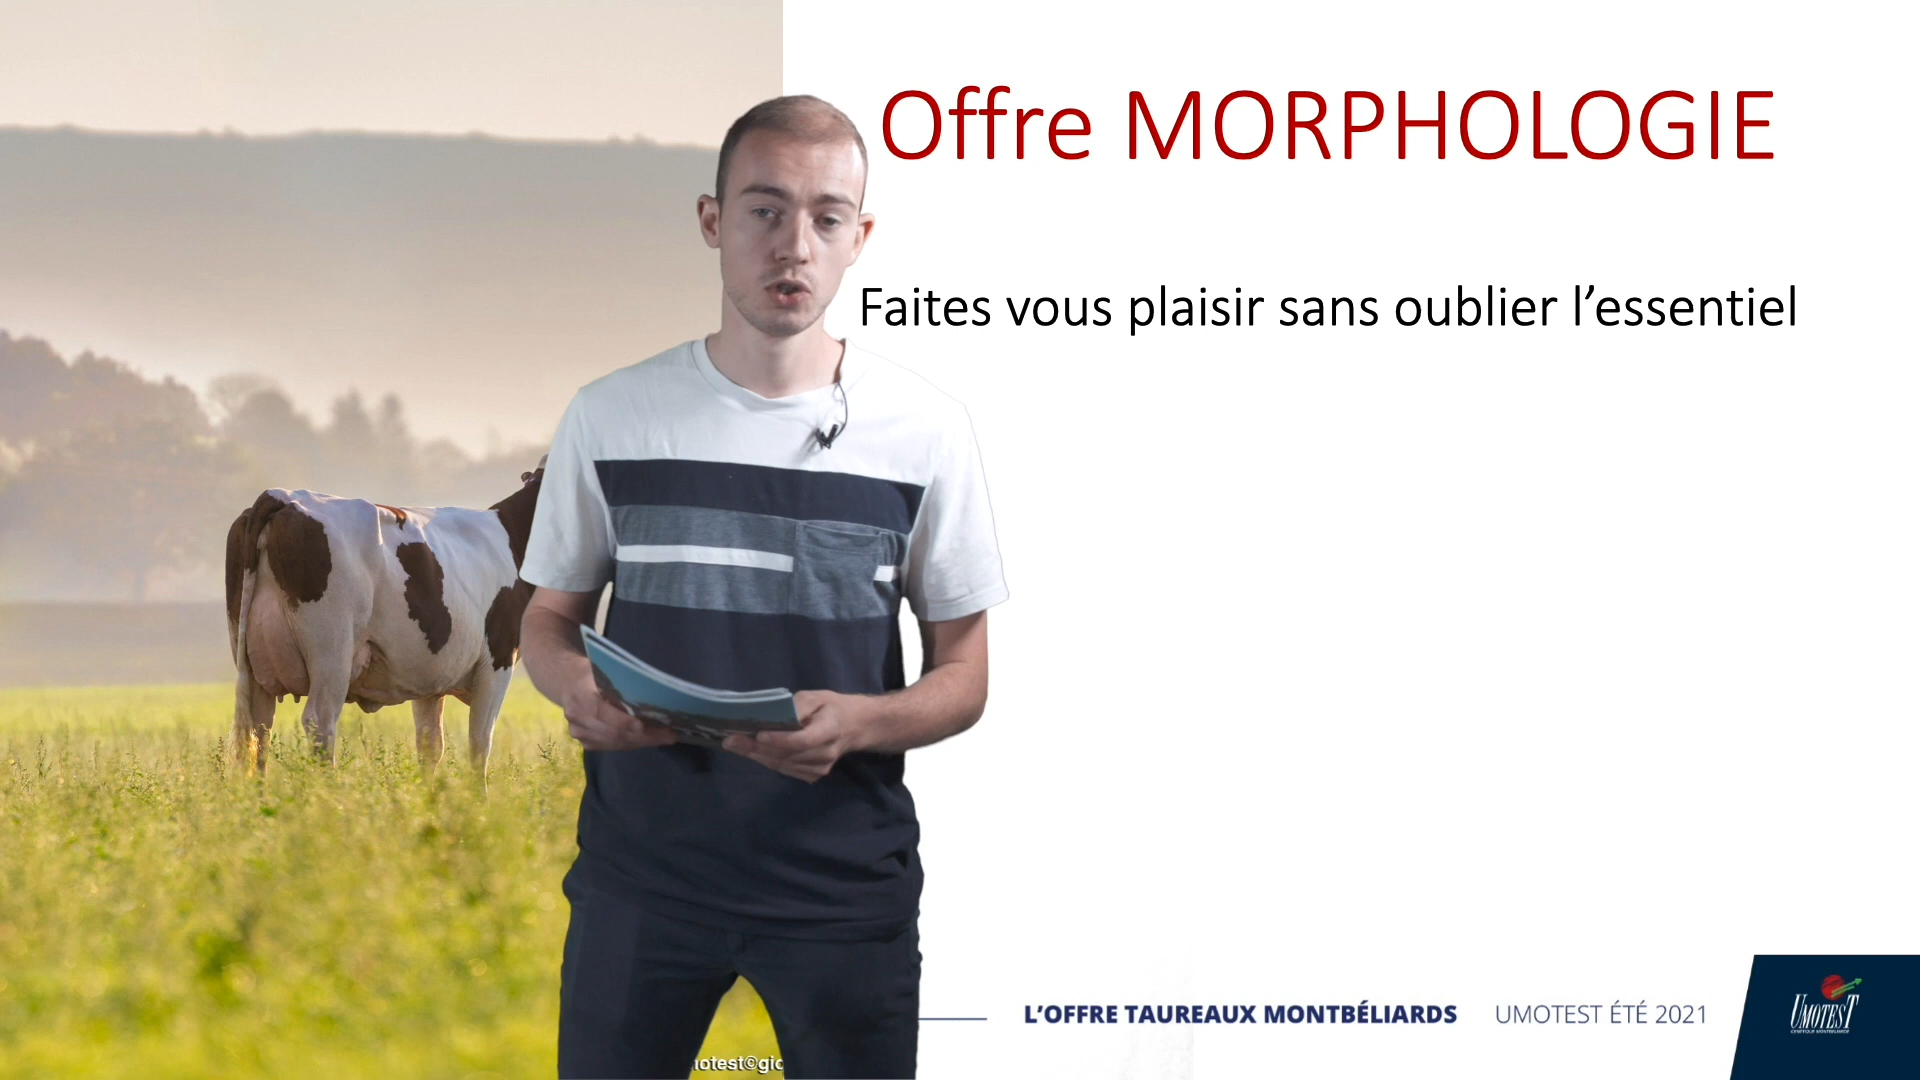 Offre MORPHOLOGIE
Faites vous plaisir sans oublier l’essentiel
L’OFFRE TAUREAUX MONTBÉLIARDS UMOTEST ÉTÉ 2021
UMOTEST